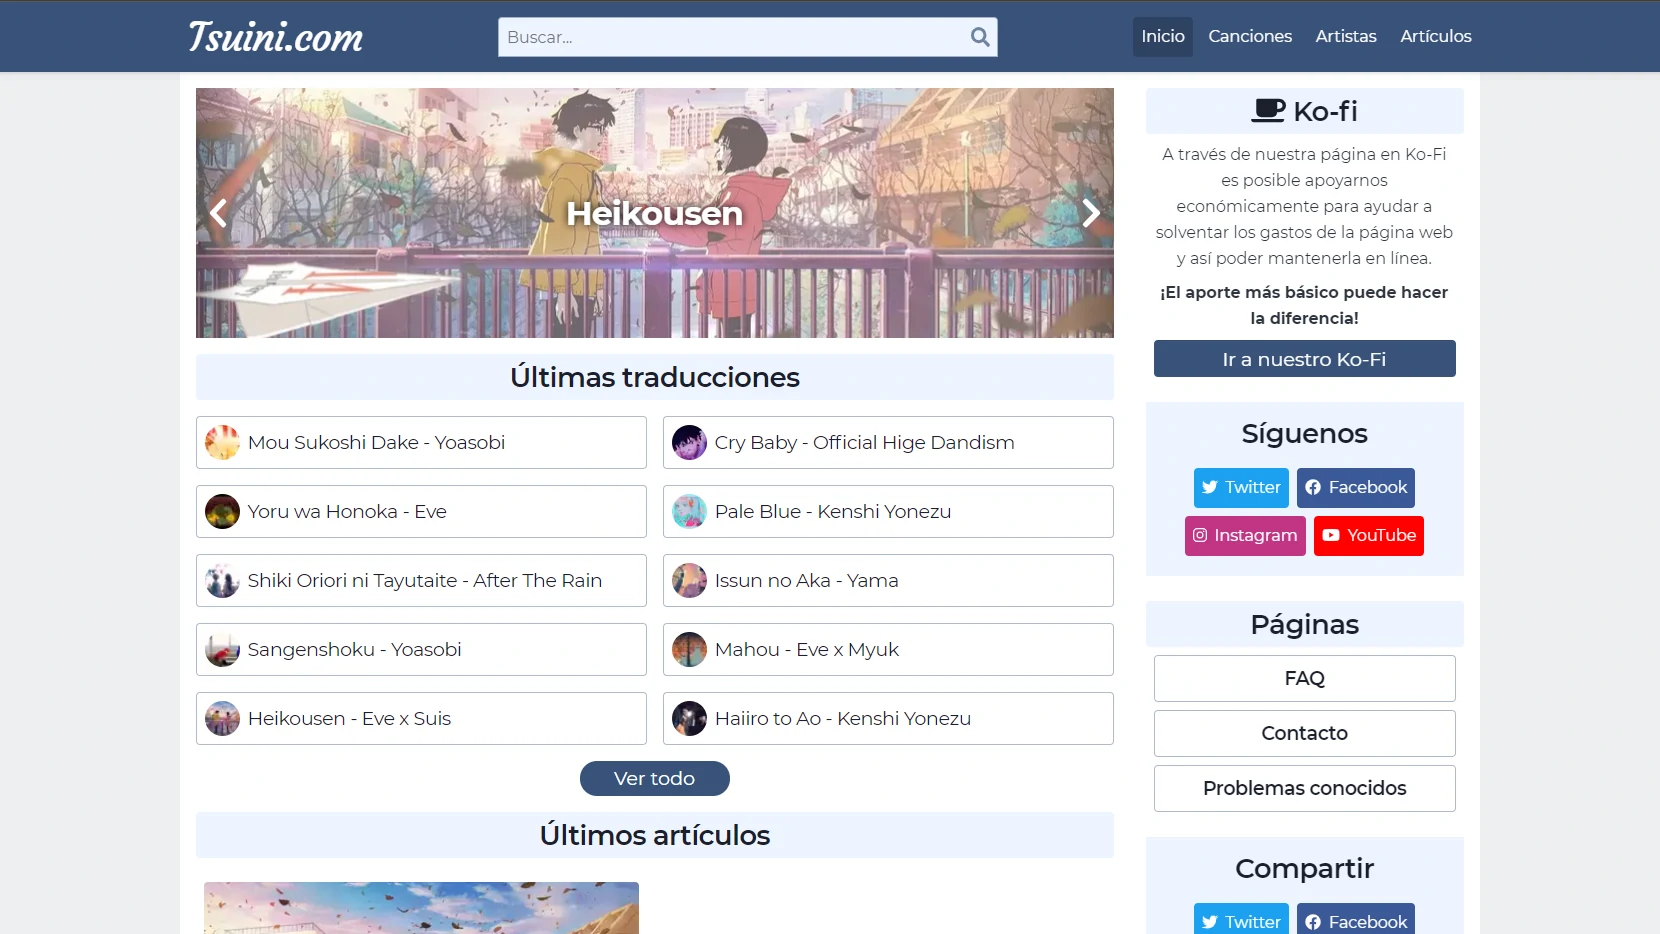 Tsuini.com
Buscar...
Inicio
Canciones
Artistas
Artículos
Heikousen
Últimas traducciones
Mou Sukoshi Dake - Yoasobi
Cry Baby - Official Hige Dandism
Yoru wa Honoka - Eve
Pale Blue - Kenshi Yonezu
Shiki Oriori ni Tayutaite - After The Rain
Issun no Aka - Yama
Sangenshoku - Yoasobi
Mahou - Eve x Myuk
Heikousen - Eve x Suis
Haiiro to Ao - Kenshi Yonezu
Ver todo
Últimos artículos
Ko-fi
A través de nuestra página en Ko-Fi
es posible apoyarnos
económicamente para ayudar a
solventar los gastos de la página web
y así poder mantenerla en línea.
¡El aporte más básico puede hacer
la diferencia!
Ir a nuestro Ko-Fi
Síguenos
Twitter
Facebook
Instagram
YouTube
Páginas
FAQ
Contacto
Problemas conocidos
Compartir
Twitter
Facebook